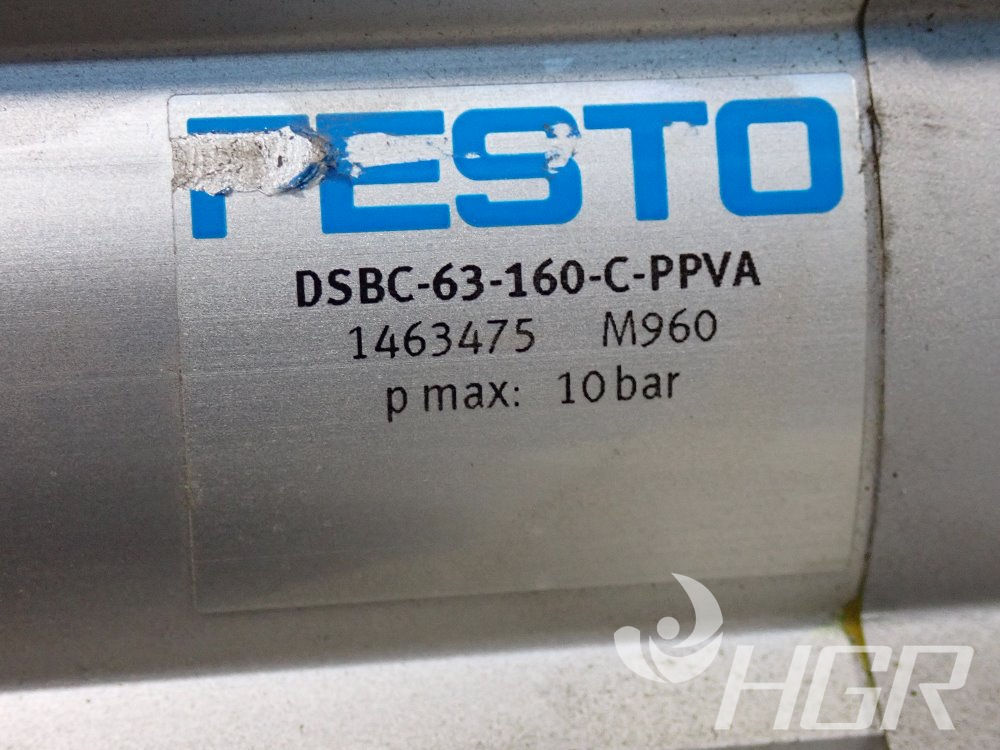 FESTO
DSBC-63-160-C-PPVA
1463475 M960
p max: 10 bar
HGR